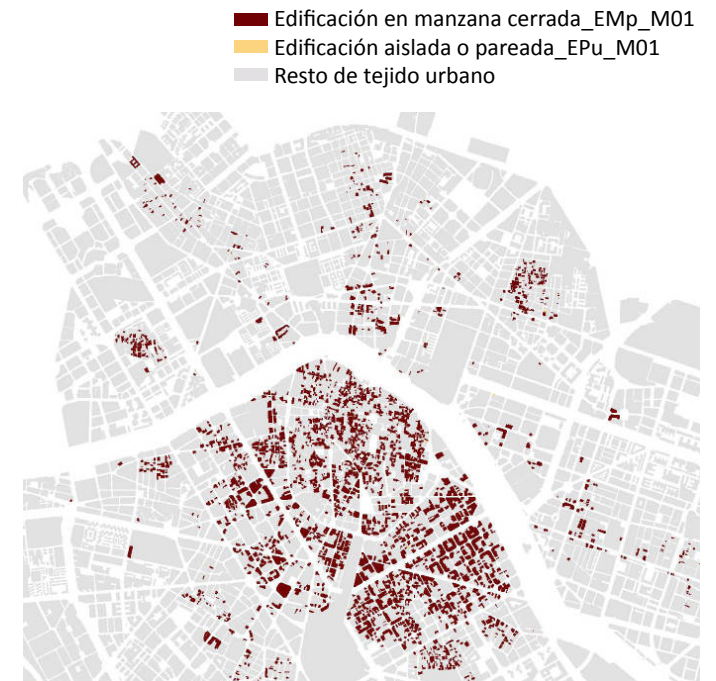 Edificación en manzana cerrada_EMp_M01
Edificación aislada o pareada_EPu_M01
Resto de tejido urbano